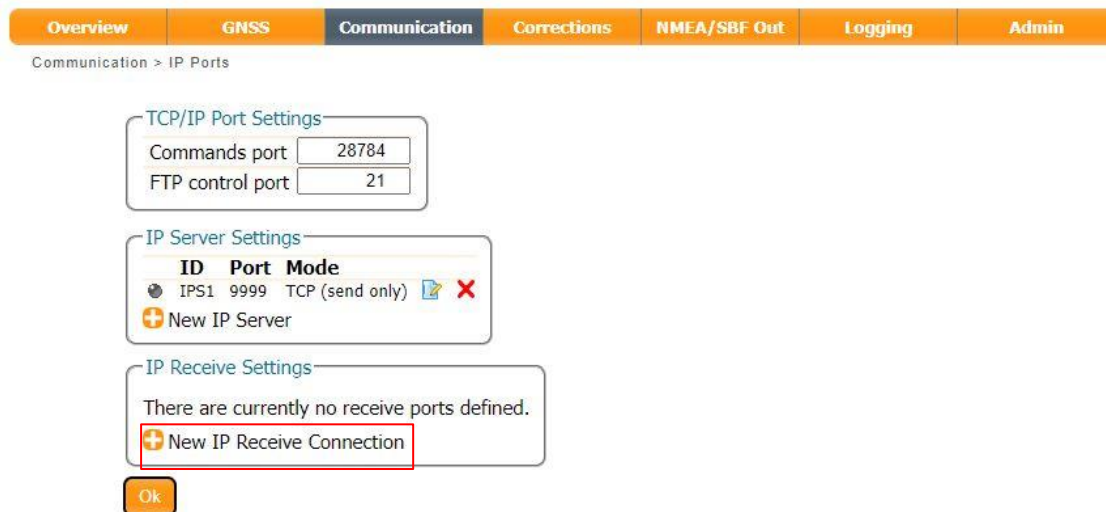 Overview GNSS Communication Corrections NMEA/SBF Out Logging Admin
Communication > IP Ports
TCP/IP Port Settings
Commands port 28784
FTP control port 21
IP Server Settings
ID Port Mode
IPS1 9999 TCP (send only)
New IP Server
IP Receive Settings
There are currently no receive ports defined.
New IP Receive Connection
Ok